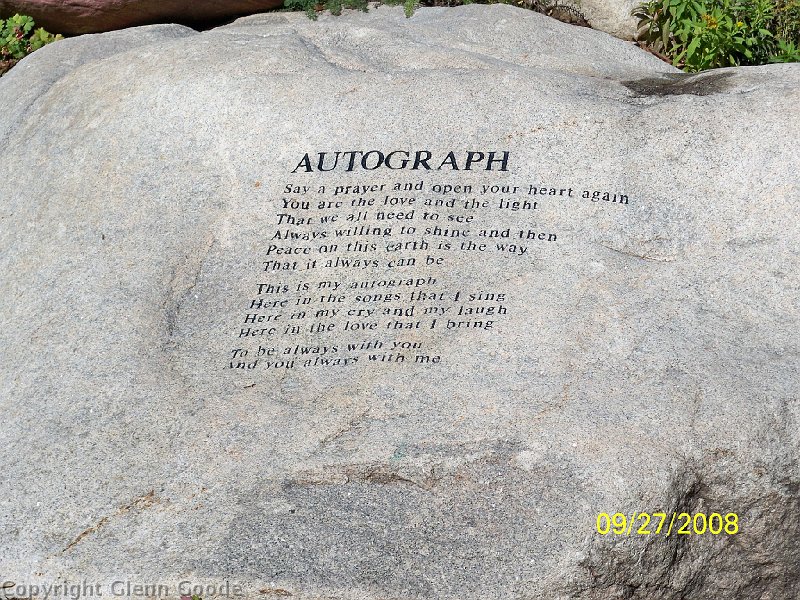 AUTOGRAPH
Say a prayer and open your heart again
You are the love and the light
That we all need to see
Always willing to shine and then
Peace on this earth is the way
That it always can be
This is my autograph
Here in the songs that I sing
Here in my cry and my laugh
Here in the love that I bring
To be always with you
And you always with me
09/27/2008
Copyright Glenn Goode